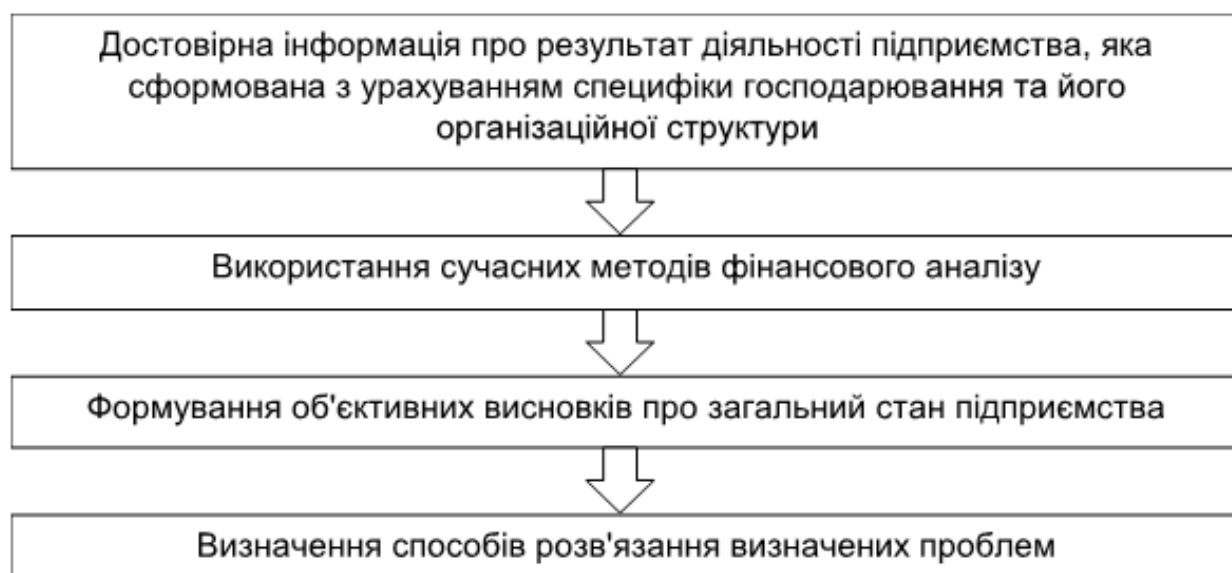 Достовірна інформація про результат діяльності підприємства, яка
сформована з урахуванням специфіки господарювання та його
організаційної структури
Використання сучасних методів фінансового аналізу
Формування об'єктивних висновків про загальний стан підприємства
Визначення способів розв'язання визначених проблем